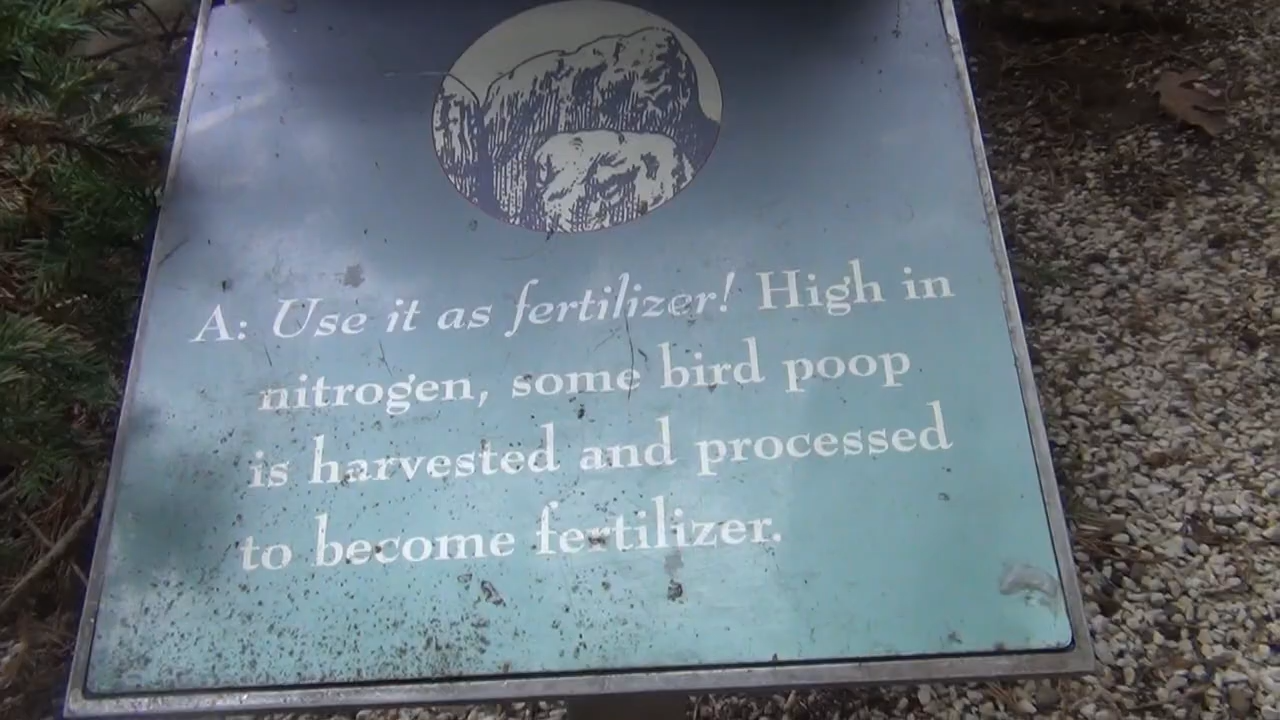 A: Use it as fertilizer! High in
nitrogen, some bird poop
is harvested and processed
to become fertilizer.